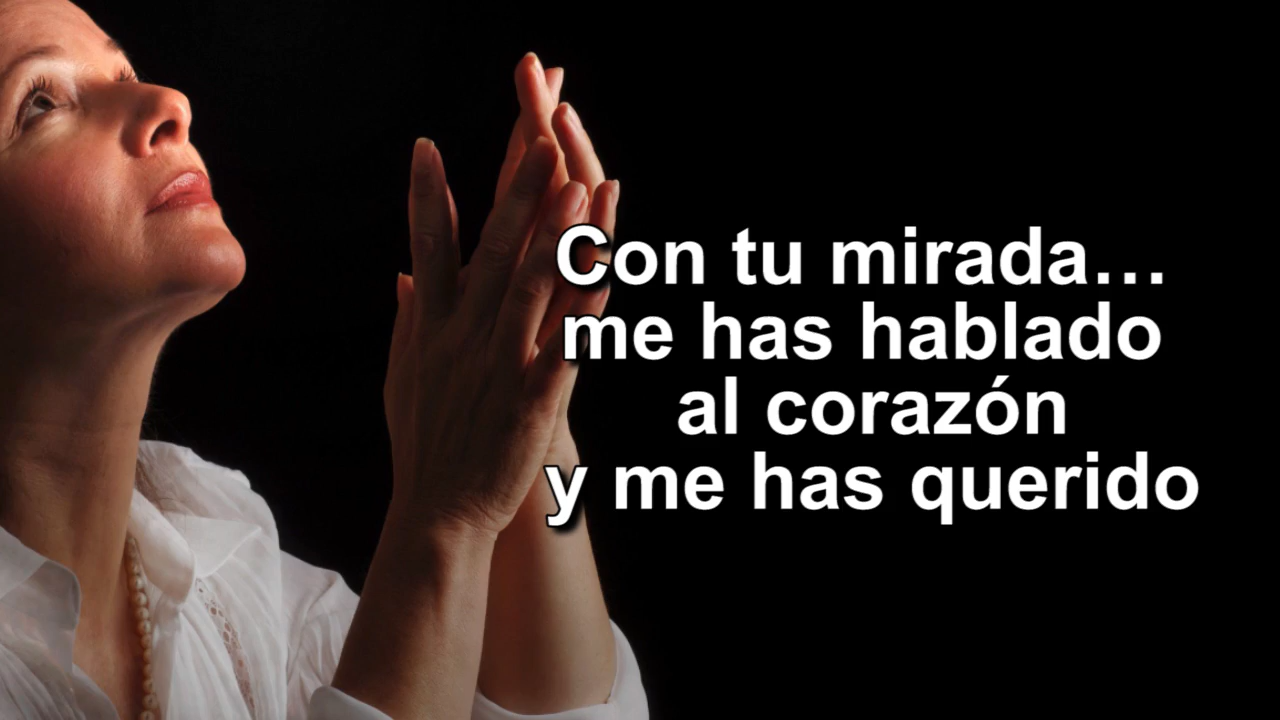 Con tu mirada…
me has hablado
al corazón
y me has querido